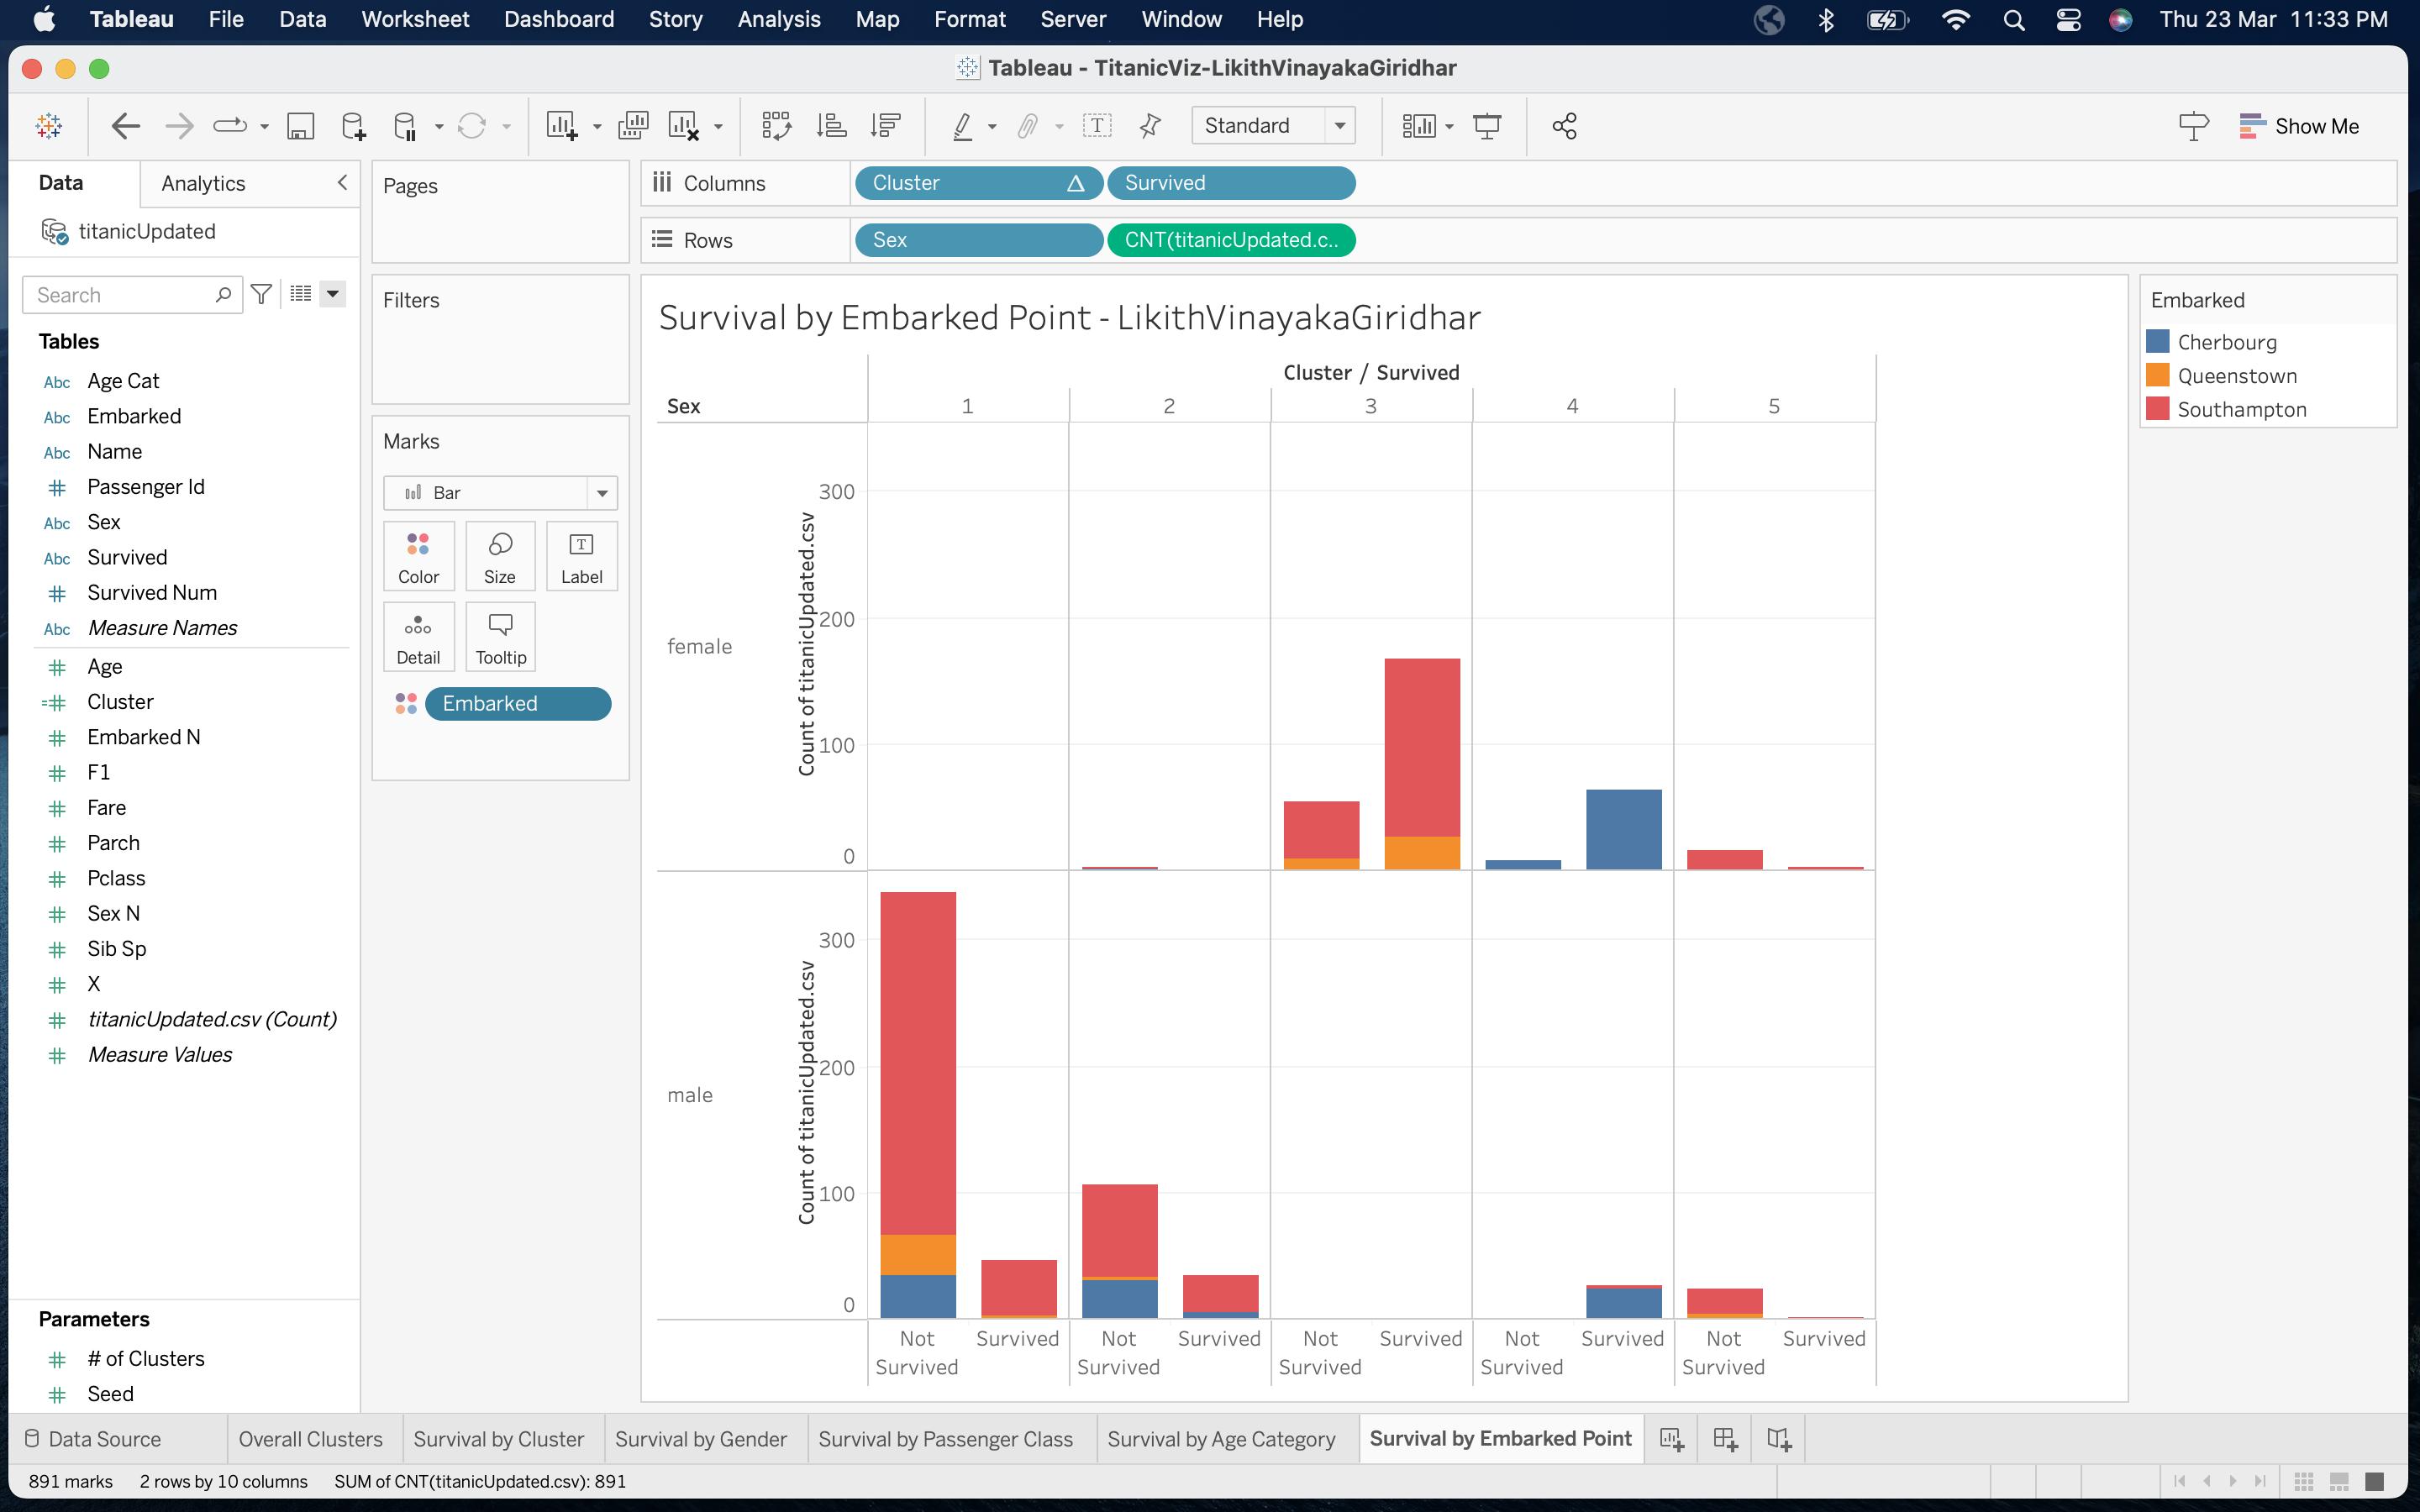 Tableau File Data Worksheet Dashboard Story Analysis Map Format Server Window Help Thu 23 Mar 11:33 PM
Tableau - TitanicViz-LikithVinayakaGiridhar
Standard Show Me
Data Analytics
titanicUpdated
Search
Tables
Abc Age Cat
Abc Embarked
Abc Name
# Passenger Id
Abc Sex
Abc Survived
# Survived Num
Abc Measure Names
# Age
=# Cluster
# Embarked N
# F1
# Fare
# Parch
# Pclass
# Sex N
# Sib Sp
# X
# titanicUpdated.csv (Count)
# Measure Values
Parameters
# # of Clusters
# Seed
Pages
Filters
Marks
Bar
Color Size Label
Detail Tooltip
Embarked
Columns Cluster Δ Survived
Rows Sex CNT(titanicUpdated.c..
Survival by Embarked Point - LikithVinayakaGiridhar
Cluster / Survived
Sex 1 2 3 4 5
female
Count of titanicUpdated.csv
300
200
100
0
male
Count of titanicUpdated.csv
300
200
100
0
Not Survived Not Survived Not Survived Not Survived Not Survived
Survived Survived Survived Survived Survived
Embarked
Cherbourg
Queenstown
Southampton
Data Source Overall Clusters Survival by Cluster Survival by Gender Survival by Passenger Class Survival by Age Category Survival by Embarked Point
891 marks 2 rows by 10 columns SUM of CNT(titanicUpdated.csv): 891